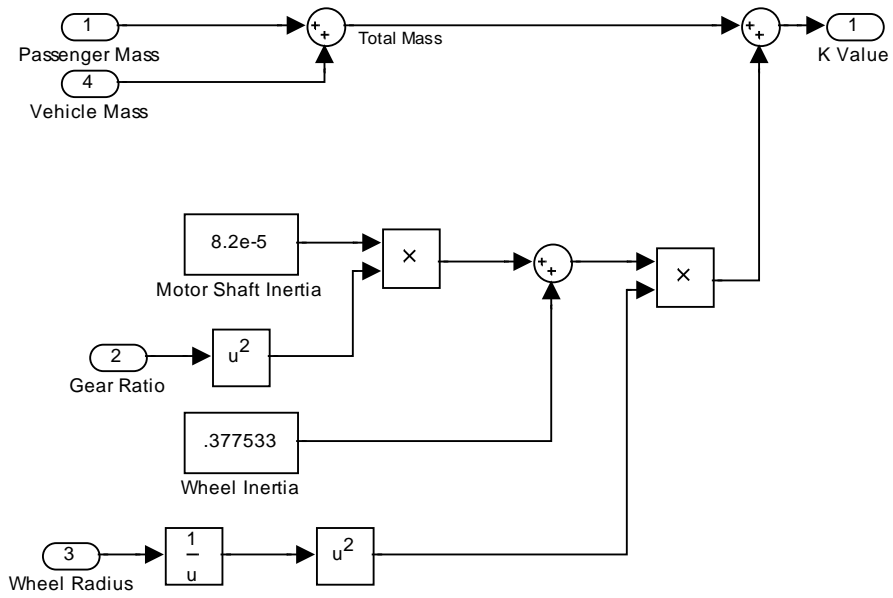 1
Passenger Mass
4
Vehicle Mass
+
+
Total Mass
+
+
1
K Value
8.2e-5
Motor Shaft Inertia
×
2
Gear Ratio
u²
+
+
×
.377533
Wheel Inertia
3
Wheel Radius
1
u
u²